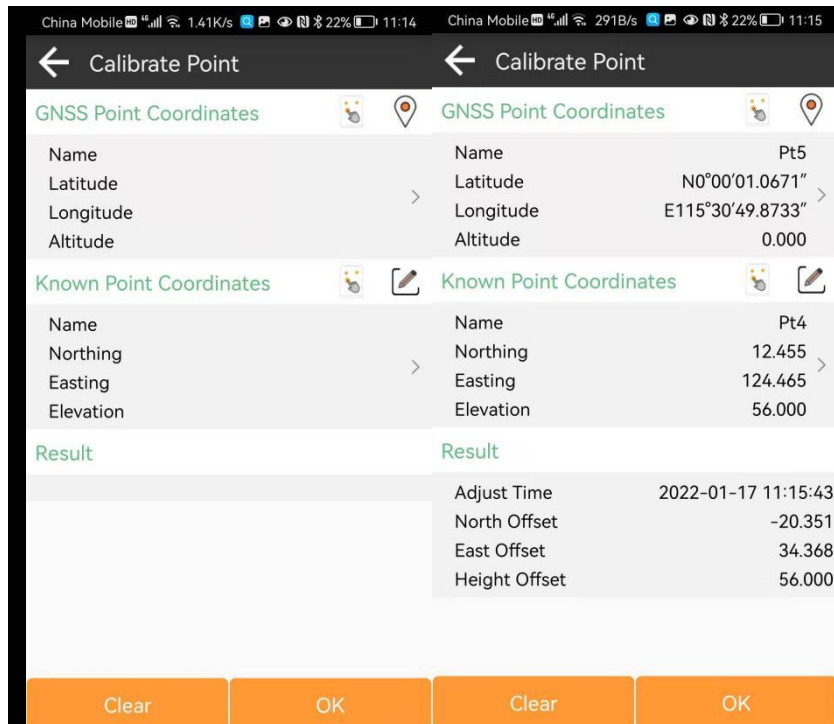 China Mobile HD 4G 1.41K/s 22% 11:14
Calibrate Point
GNSS Point Coordinates
Name
Latitude
Longitude
Altitude
Known Point Coordinates
Name
Northing
Easting
Elevation
Result
Clear OK
China Mobile HD 4G 291B/s 22% 11:15
Calibrate Point
GNSS Point Coordinates
Name Pt5
Latitude N0°00'01.0671"
Longitude E115°30'49.8733"
Altitude 0.000
Known Point Coordinates
Name Pt4
Northing 12.455
Easting 124.465
Elevation 56.000
Result
Adjust Time 2022-01-17 11:15:43
North Offset -20.351
East Offset 34.368
Height Offset 56.000
Clear OK